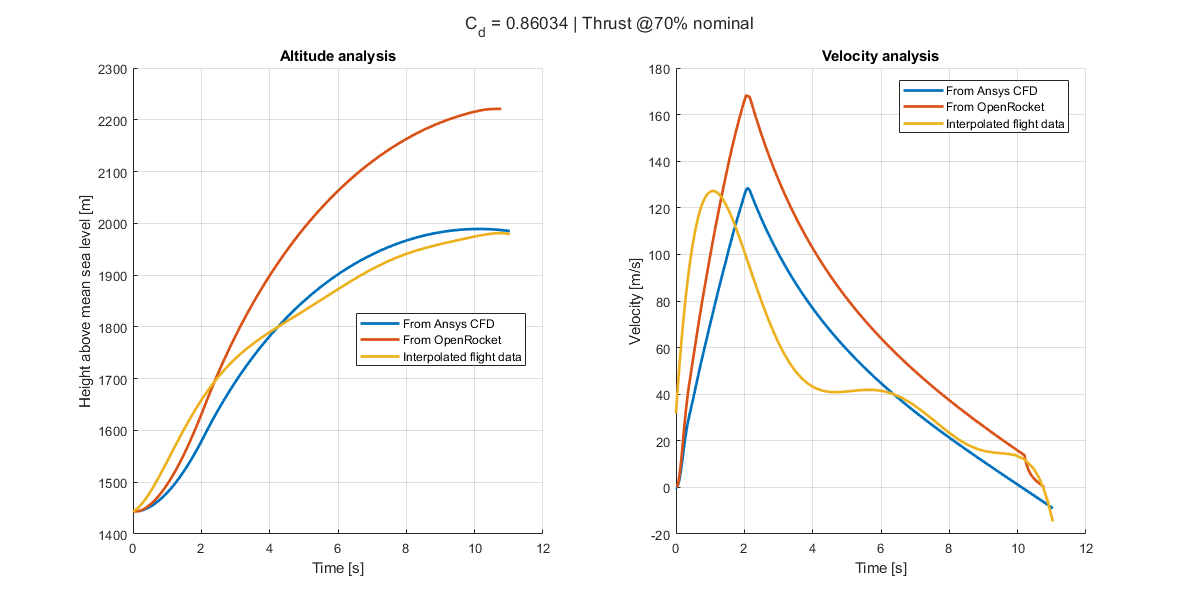 C_d = 0.86034 | Thrust @70% nominal
Altitude analysis
2300
2200
2100
2000
1900
1800
1700
1600
1500
1400
Height above mean sea level [m]
From Ansys CFD
From OpenRocket
Interpolated flight data
0 2 4 6 8 10 12
Time [s]
Velocity analysis
180
160
140
120
100
80
60
40
20
0
-20
Velocity [m/s]
From Ansys CFD
From OpenRocket
Interpolated flight data
0 2 4 6 8 10 12
Time [s]